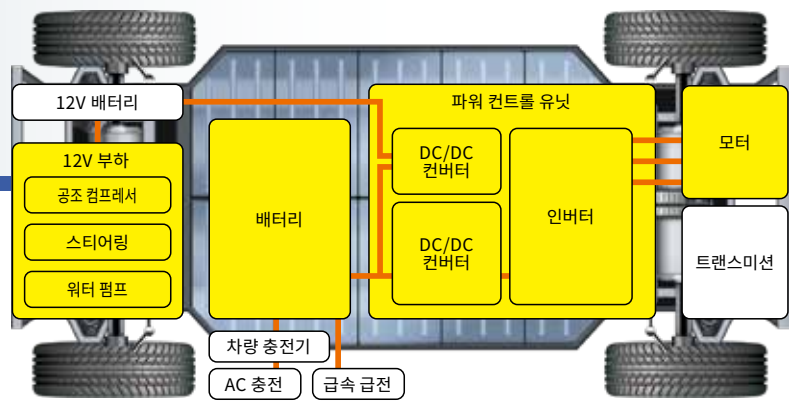 12V 배터리
12V 부하
공조 컴프레서
스티어링
워터 펌프
배터리
차량 충전기
AC 충전
급속 급전
파워 컨트롤 유닛
DC/DC
컨버터
DC/DC
컨버터
인버터
모터
트랜스미션